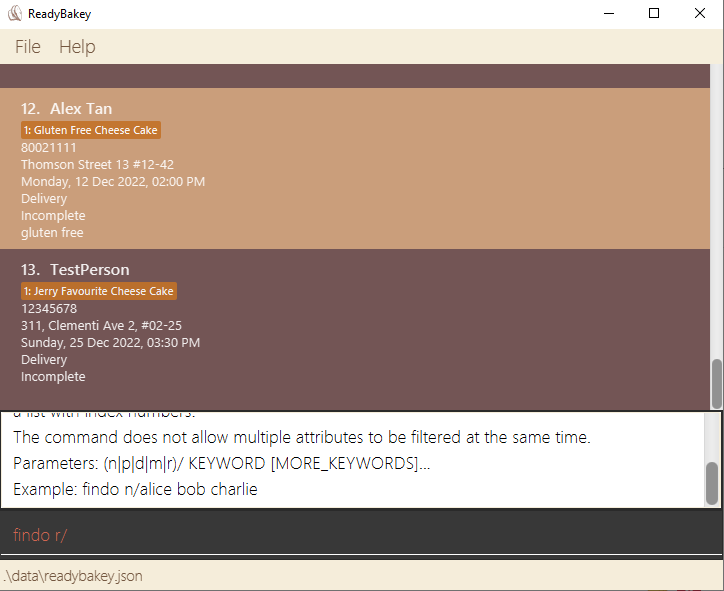 ReadyBakey
File Help
12. Alex Tan
1: Gluten Free Cheese Cake
80021111
Thomson Street 13 #12-42
Monday, 12 Dec 2022, 02:00 PM
Delivery
Incomplete
gluten free
13. TestPerson
1: Jerry Favourite Cheese Cake
12345678
311, Clementi Ave 2, #02-25
Sunday, 25 Dec 2022, 03:30 PM
Delivery
Incomplete
a list with index numbers.
The command does not allow multiple attributes to be filtered at the same time.
Parameters: (n|p|d|m|r)/ KEYWORD [MORE_KEYWORDS]...
Example: findo n/alice bob charlie
findo r/
.\data\readybakey.json